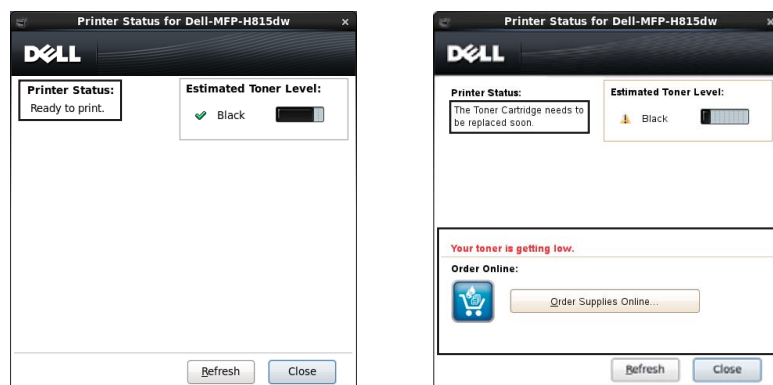 Printer Status for Dell-MFP-H815dw x
DELL
Printer Status:
Ready to print.
Estimated Toner Level:
Black
Refresh Close
Printer Status for Dell-MFP-H815dw x
DELL
Printer Status:
The Toner Cartridge needs to
be replaced soon.
Estimated Toner Level:
Black
Your toner is getting low.
Order Online:
Order Supplies Online...
Refresh Close